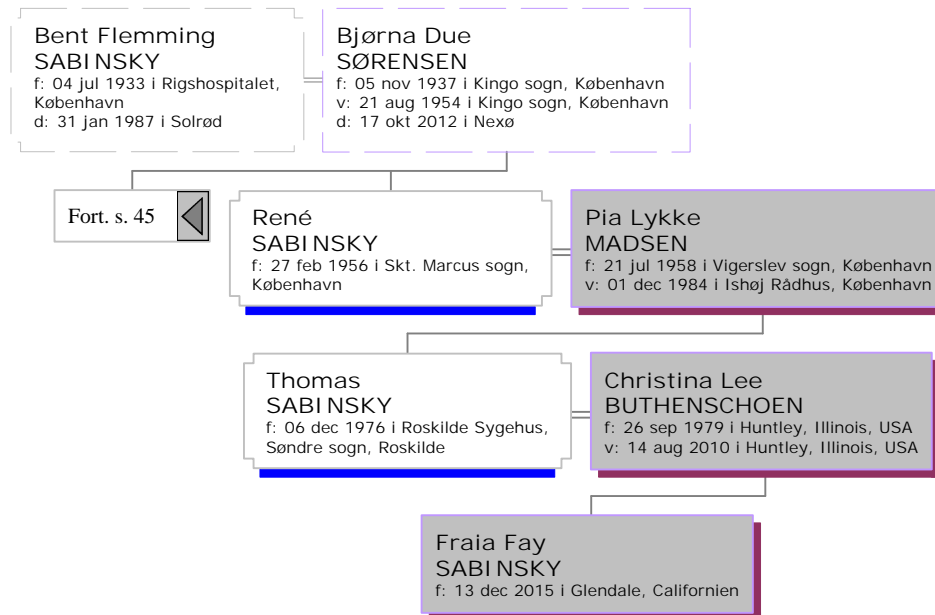 Bent Flemming
SABINSKY
f: 04 jul 1933 i Rigshospitalet,
København
d: 31 jan 1987 i Solrød
Bjørna Due
SØRENSEN
f: 05 nov 1937 i Kingo sogn, København
v: 21 aug 1954 i Kingo sogn, København
d: 17 okt 2012 i Nexø
Fort. s. 45
René
SABINSKY
f: 27 feb 1956 i Skt. Marcus sogn,
København
Pia Lykke
MADSEN
f: 21 jul 1958 i Vigerslev sogn, København
v: 01 dec 1984 i Ishøj Rådhus, København
Thomas
SABINSKY
f: 06 dec 1976 i Roskilde Sygehus,
Søndre sogn, Roskilde
Christina Lee
BUTHENSCHOEN
f: 26 sep 1979 i Huntley, Illinois, USA
v: 14 aug 2010 i Huntley, Illinois, USA
Fraia Fay
SABINSKY
f: 13 dec 2015 i Glendale, Californien